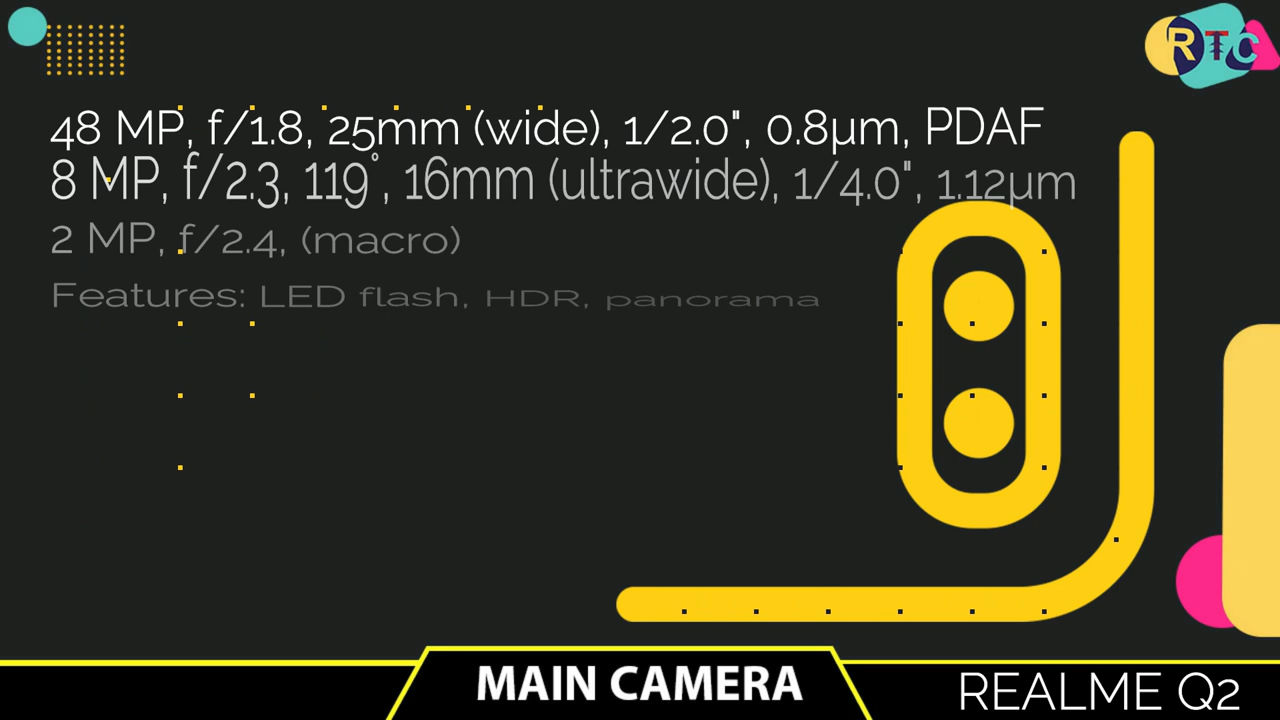 RTC
48 MP, f/1.8, 25mm (wide), 1/2.0", 0.8µm, PDAF
8 MP, f/2.3, 119˚, 16mm (ultrawide), 1/4.0", 1.12µm
2 MP, f/2.4, (macro)
Features: LED flash, HDR, panorama
MAIN CAMERA
REALME Q2